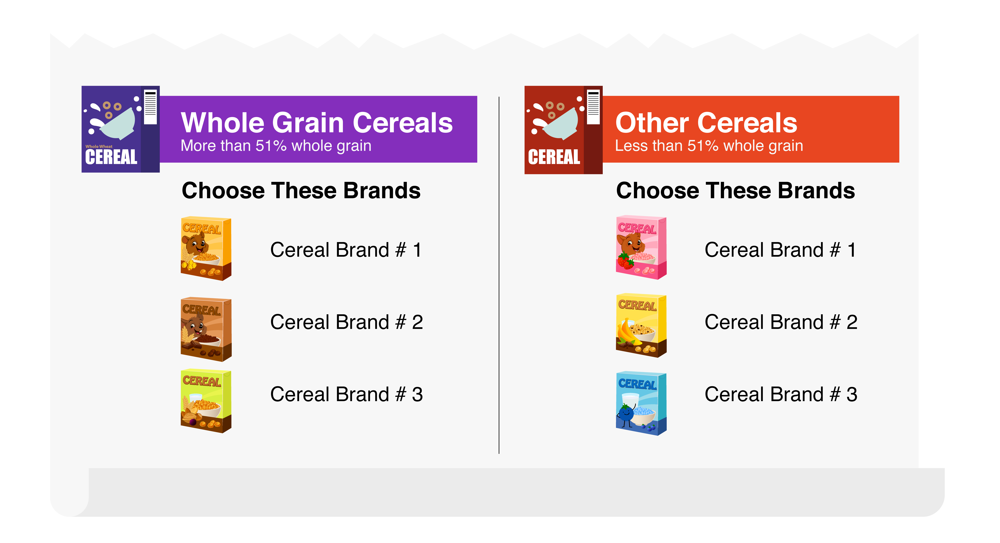 Whole Wheat
CEREAL
Whole Grain Cereals
More than 51% whole grain
Choose These Brands
CEREAL
Cereal Brand # 1
CEREAL
Cereal Brand # 2
CEREAL
Cereal Brand # 3
CEREAL
Other Cereals
Less than 51% whole grain
Choose These Brands
CEREAL
Cereal Brand # 1
CEREAL
Cereal Brand # 2
CEREAL
Cereal Brand # 3